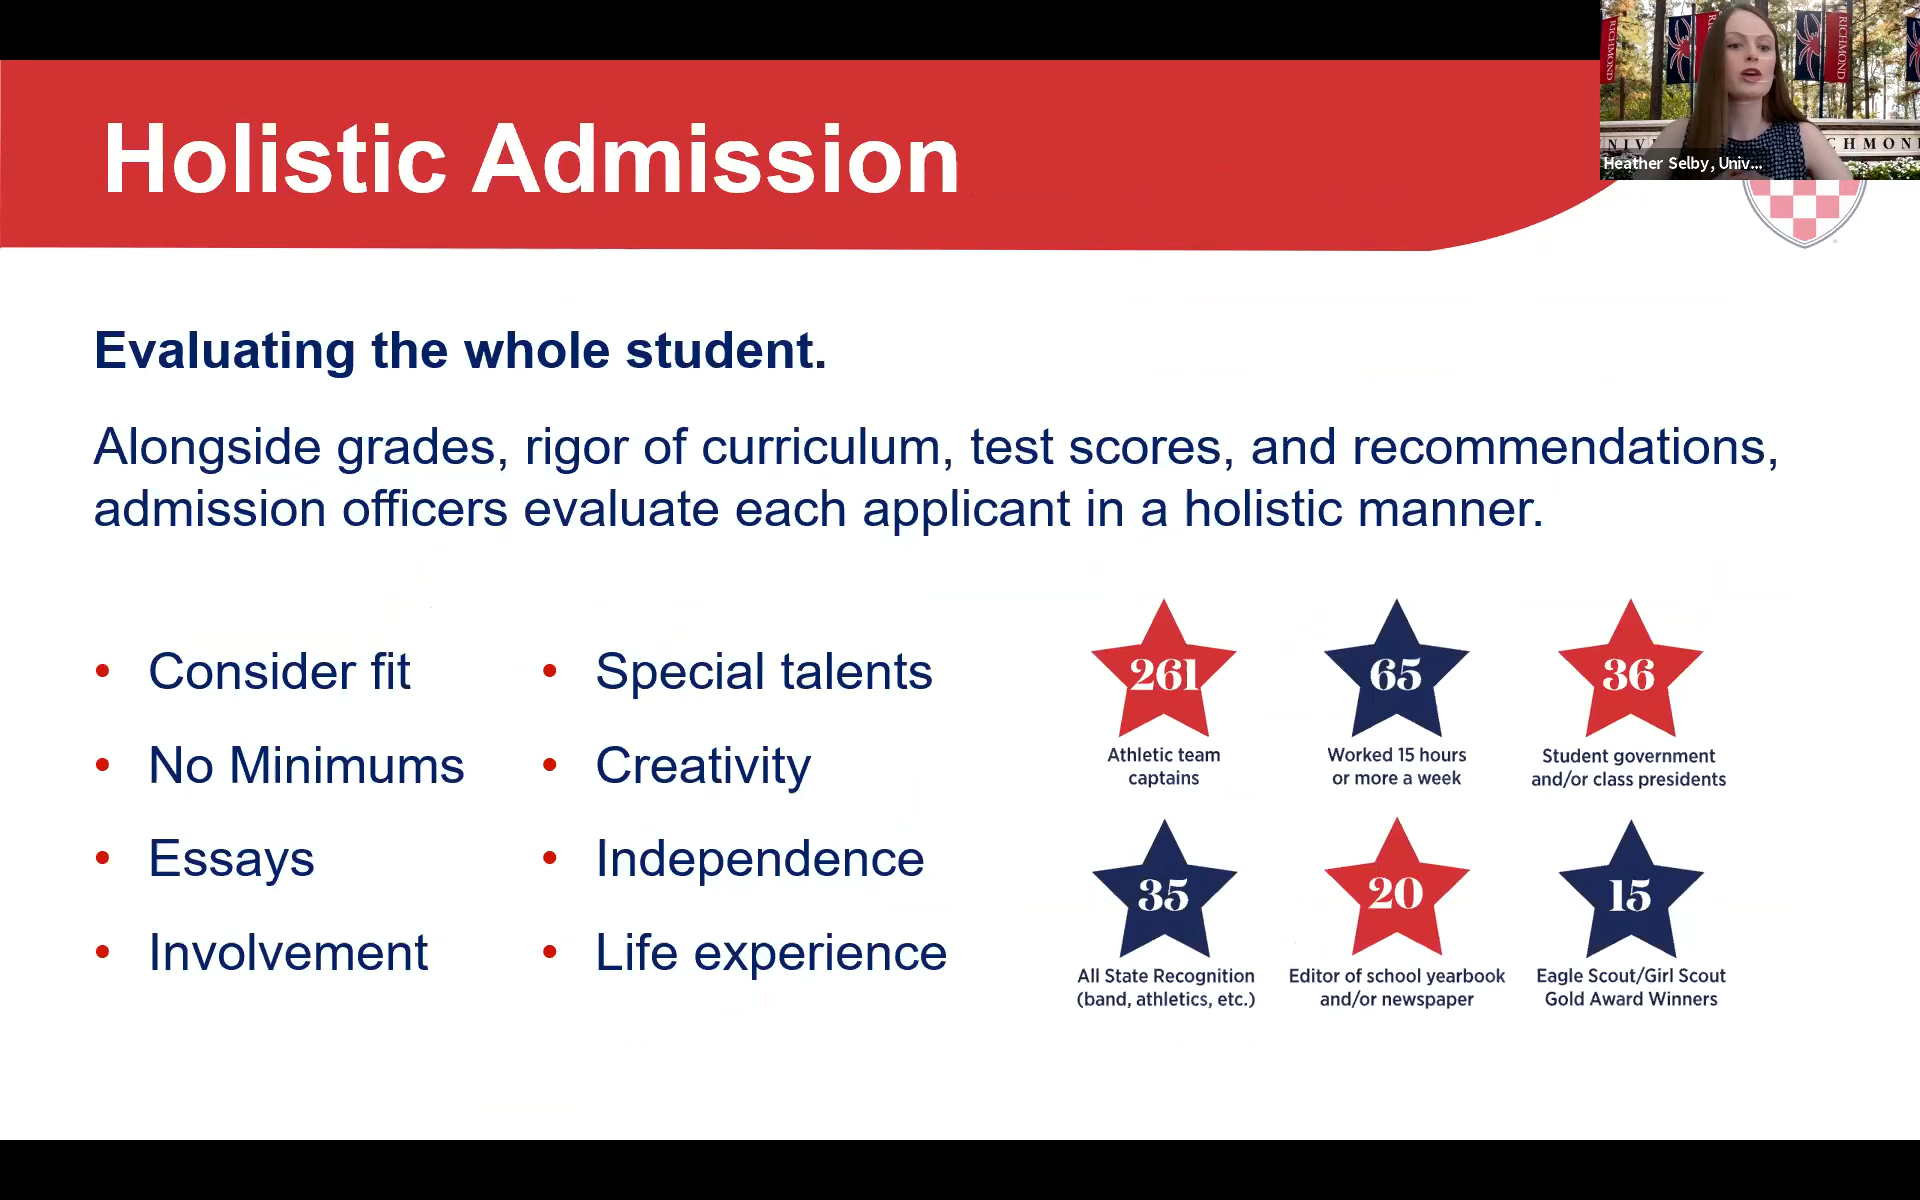 Holistic Admission
RICHMOND
RICHMOND
Heather Selby, Univ...
Evaluating the whole student.
Alongside grades, rigor of curriculum, test scores, and recommendations,
admission officers evaluate each applicant in a holistic manner.
• Consider fit
• No Minimums
• Essays
• Involvement
• Special talents
• Creativity
• Independence
• Life experience
261
Athletic team
captains
65
Worked 15 hours
or more a week
36
Student government
and/or class presidents
35
All State Recognition
(band, athletics, etc.)
20
Editor of school yearbook
and/or newspaper
15
Eagle Scout/Girl Scout
Gold Award Winners